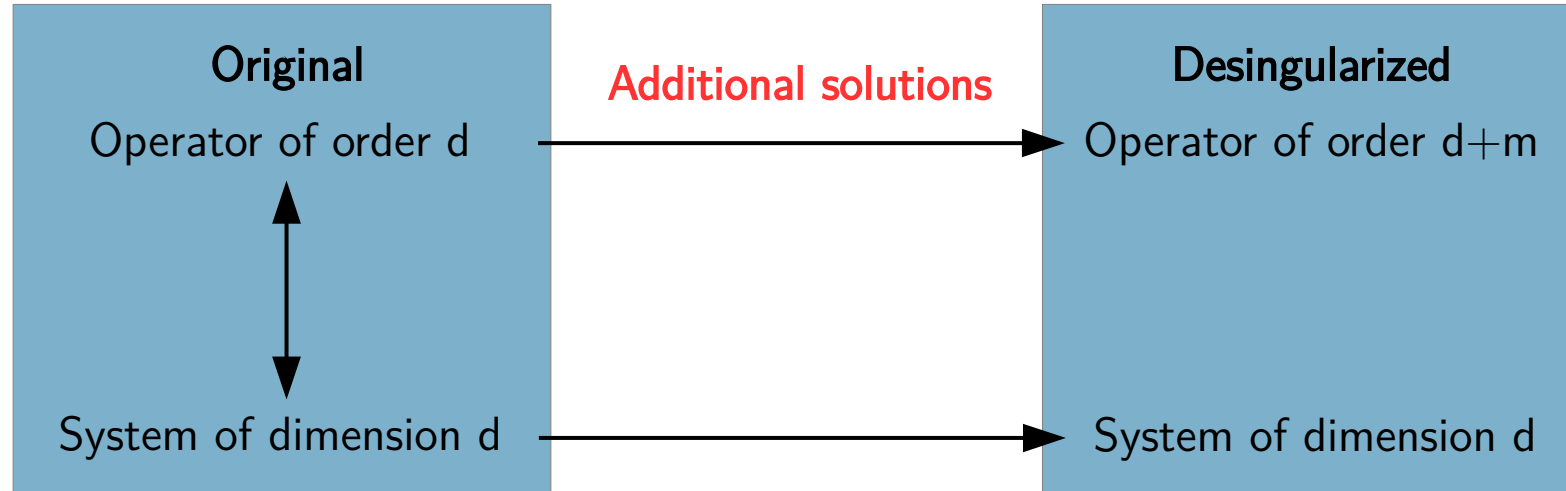 Original
Operator of order d
System of dimension d
Additional solutions
Desingularized
Operator of order d+m
System of dimension d